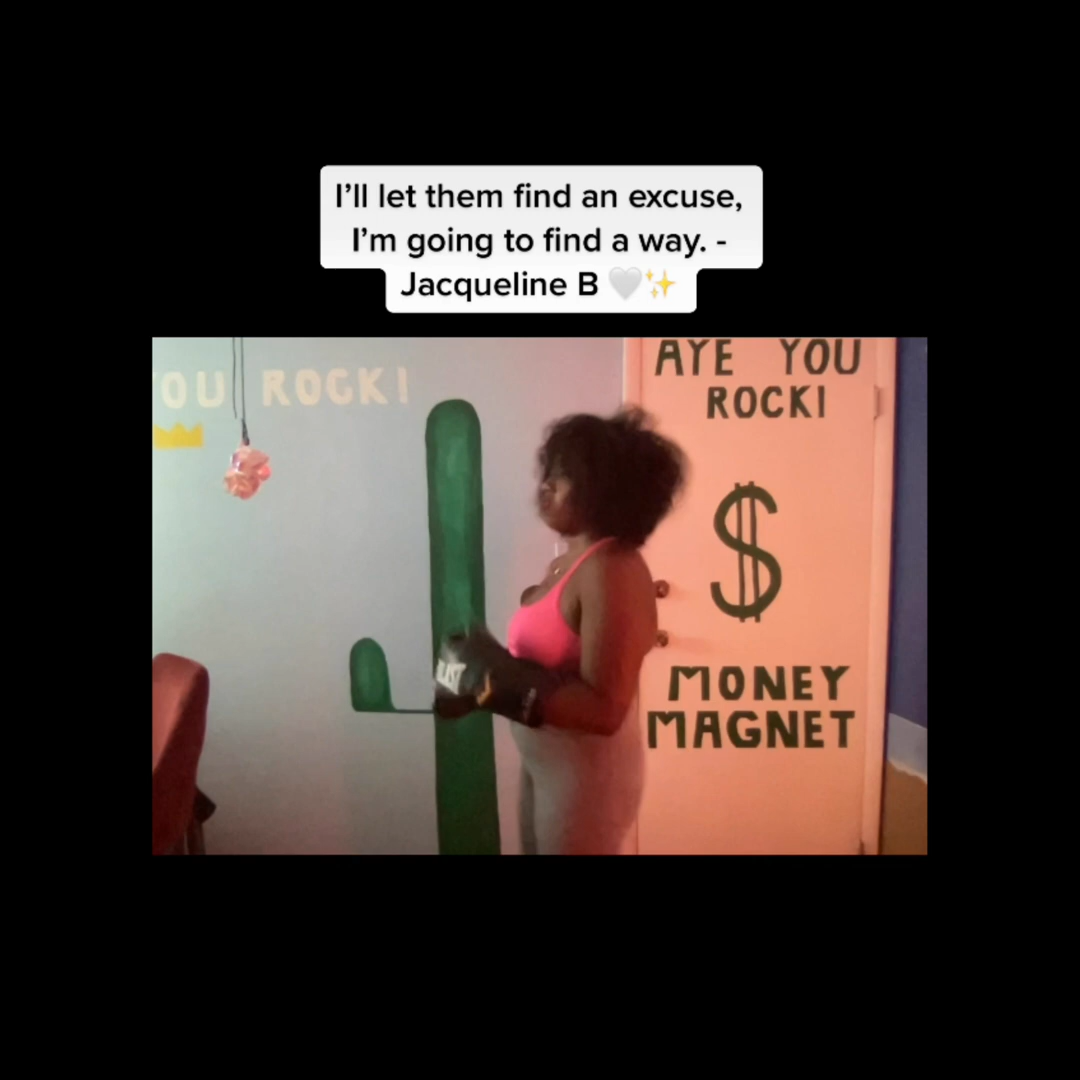 I’ll let them find an excuse,
I’m going to find a way. -
Jacqueline B 🤍✨
OU ROCK!
AYE YOU
ROCK!
$
MONEY
MAGNET